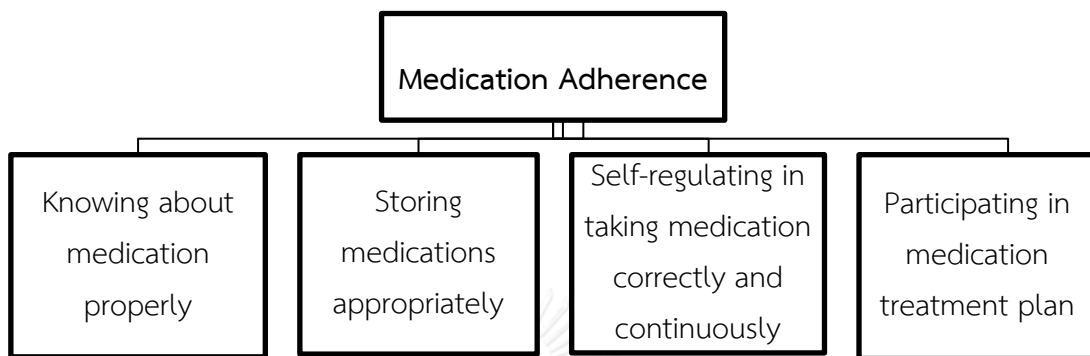 Medication Adherence
Knowing about
medication
properly
Storing
medications
appropriately
Self-regulating in
taking medication
correctly and
continuously
Participating in
medication
treatment plan